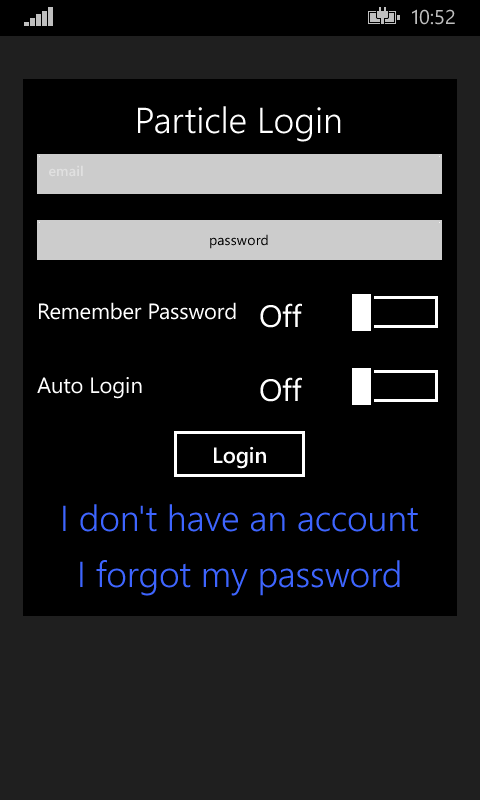 10:52
Particle Login
email
password
Remember Password Off
Auto Login Off
Login
I don't have an account
I forgot my password